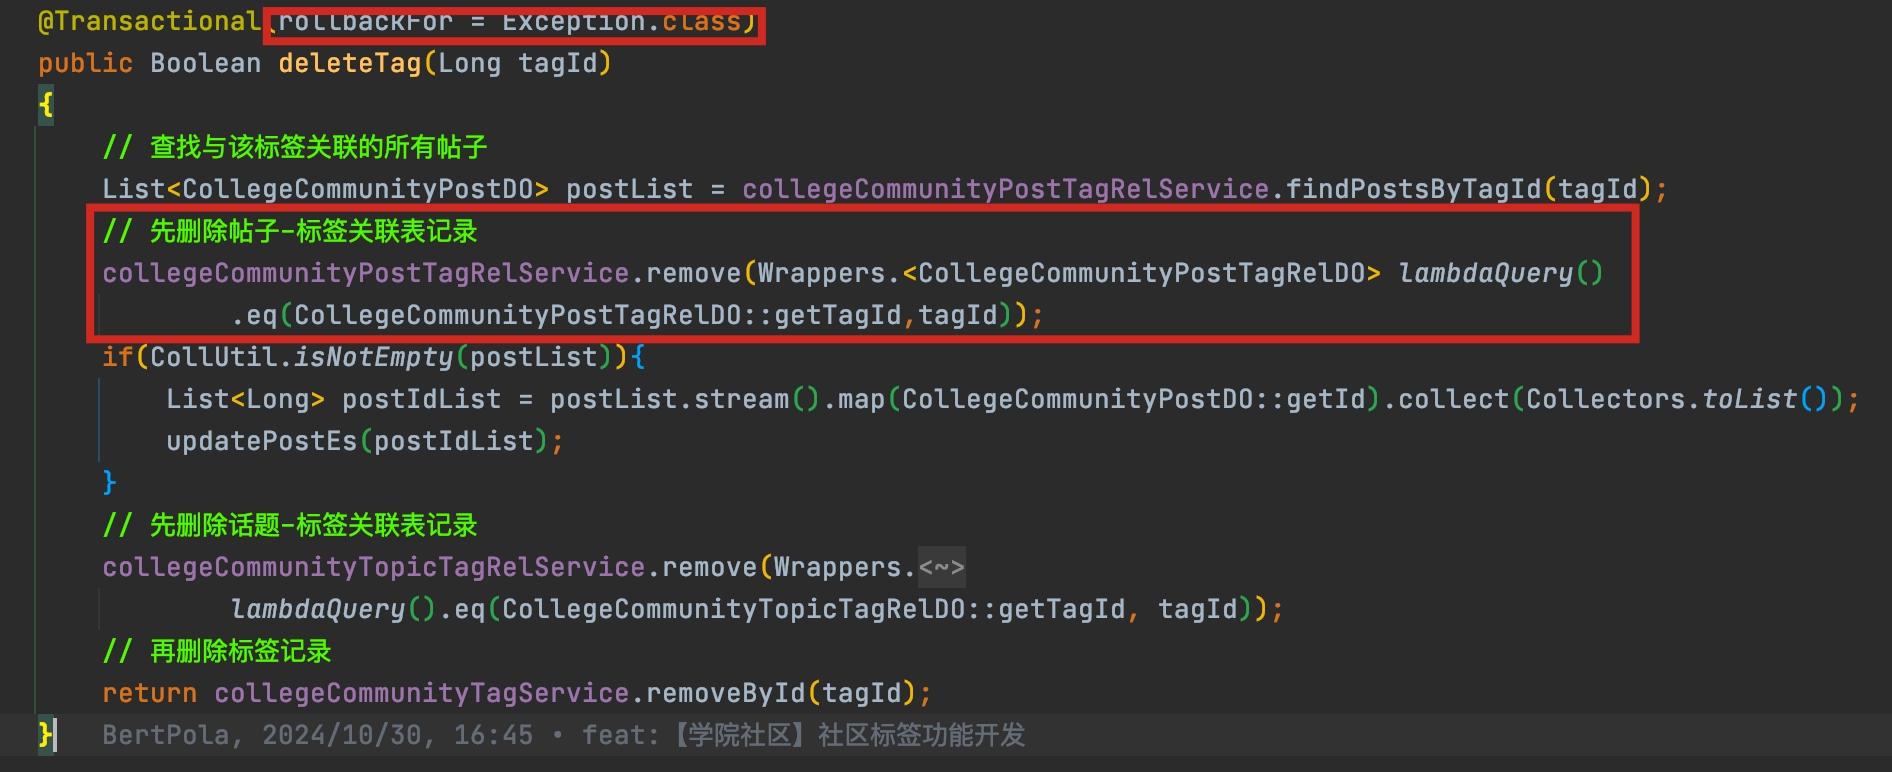 @Transactional(rollbackFor = Exception.class)
public Boolean deleteTag(Long tagId)
{
// 查找与该标签关联的所有帖子
List<CollegeCommunityPostDO> postList = collegeCommunityPostTagRelService.findPostsByTagId(tagId);
// 先删除帖子-标签关联表记录
collegeCommunityPostTagRelService.remove(Wrappers.<CollegeCommunityPostTagRelDO> lambdaQuery()
.eq(CollegeCommunityPostTagRelDO::getTagId,tagId));
if(CollUtil.isNotEmpty(postList)){
List<Long> postIdList = postList.stream().map(CollegeCommunityPostDO::getId).collect(Collectors.toList());
updatePostEs(postIdList);
}
// 先删除话题-标签关联表记录
collegeCommunityTopicTagRelService.remove(Wrappers.<~>
lambdaQuery().eq(CollegeCommunityTopicTagRelDO::getTagId, tagId));
// 再删除标签记录
return collegeCommunityTagService.removeById(tagId);
} BertPola, 2024/10/30, 16:45 • feat:【学院社区】社区标签功能开发